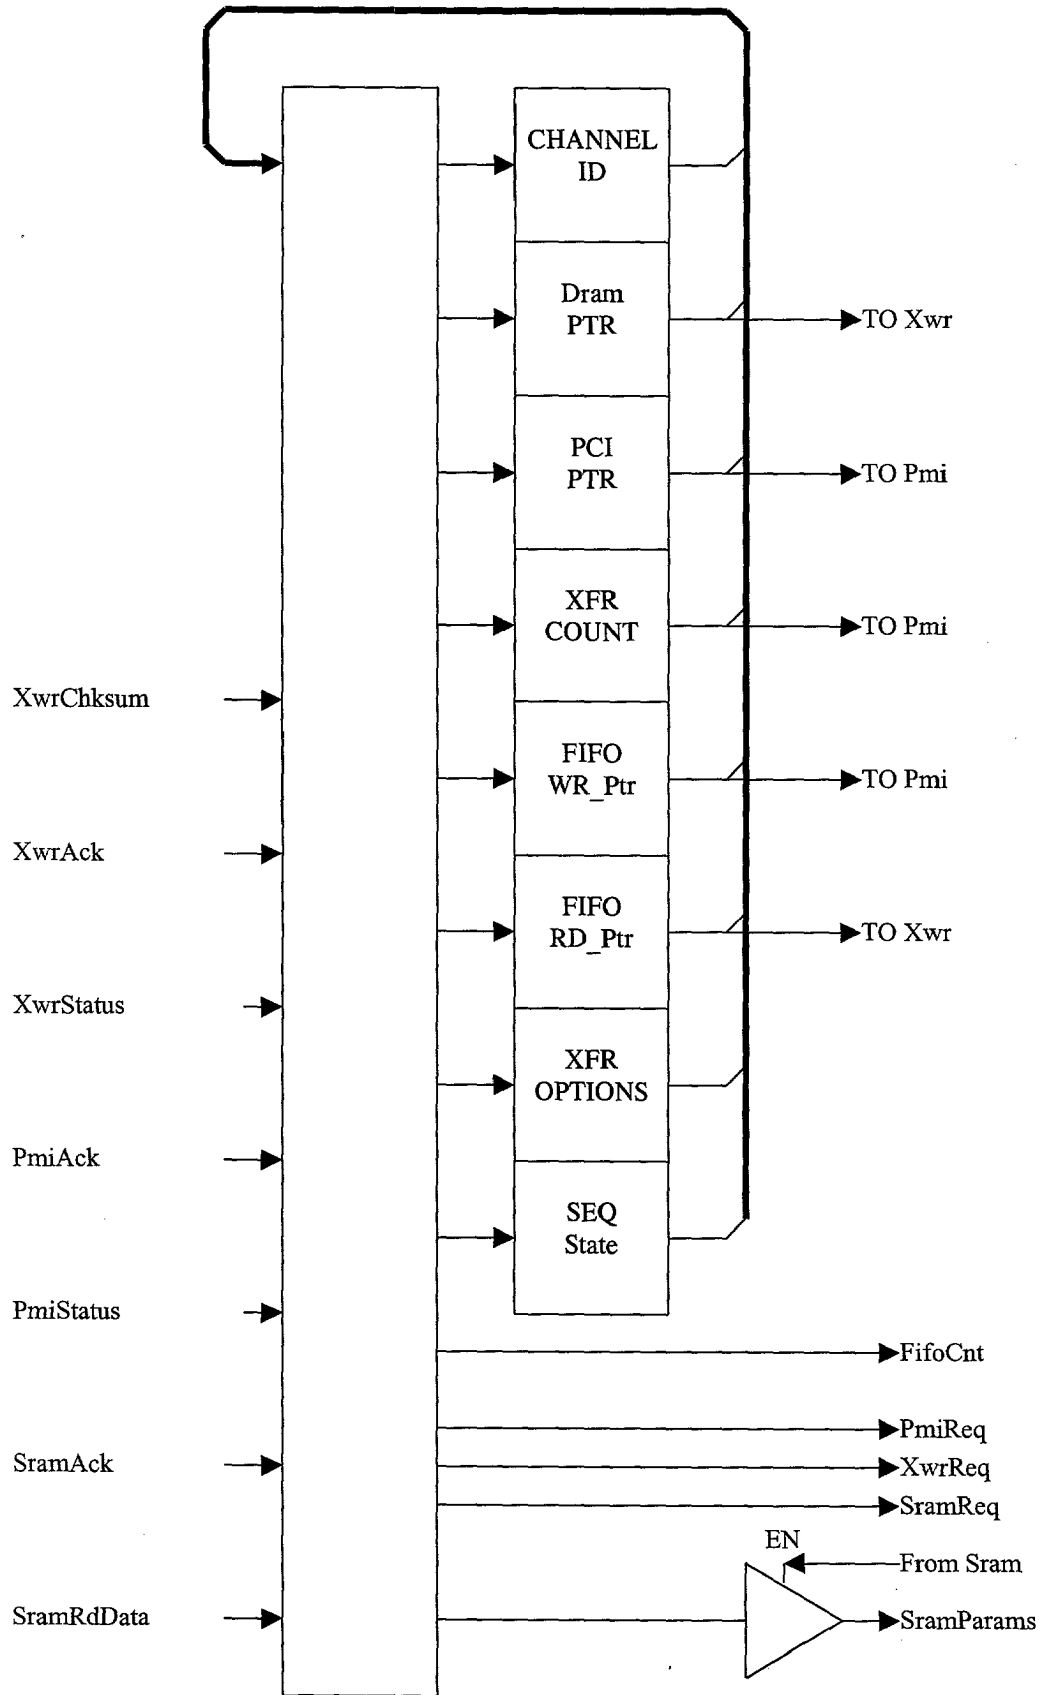 CHANNEL
ID
Dram
PTR
TO Xwr
PCI
PTR
TO Pmi
XFR
COUNT
TO Pmi
XwrChksum
FIFO
WR_Ptr
TO Pmi
XwrAck
FIFO
RD_Ptr
TO Xwr
XwrStatus
XFR
OPTIONS
PmiAck
SEQ
State
PmiStatus
FifoCnt
PmiReq
SramAck
XwrReq
SramReq
EN
From Sram
SramRdData
SramParams